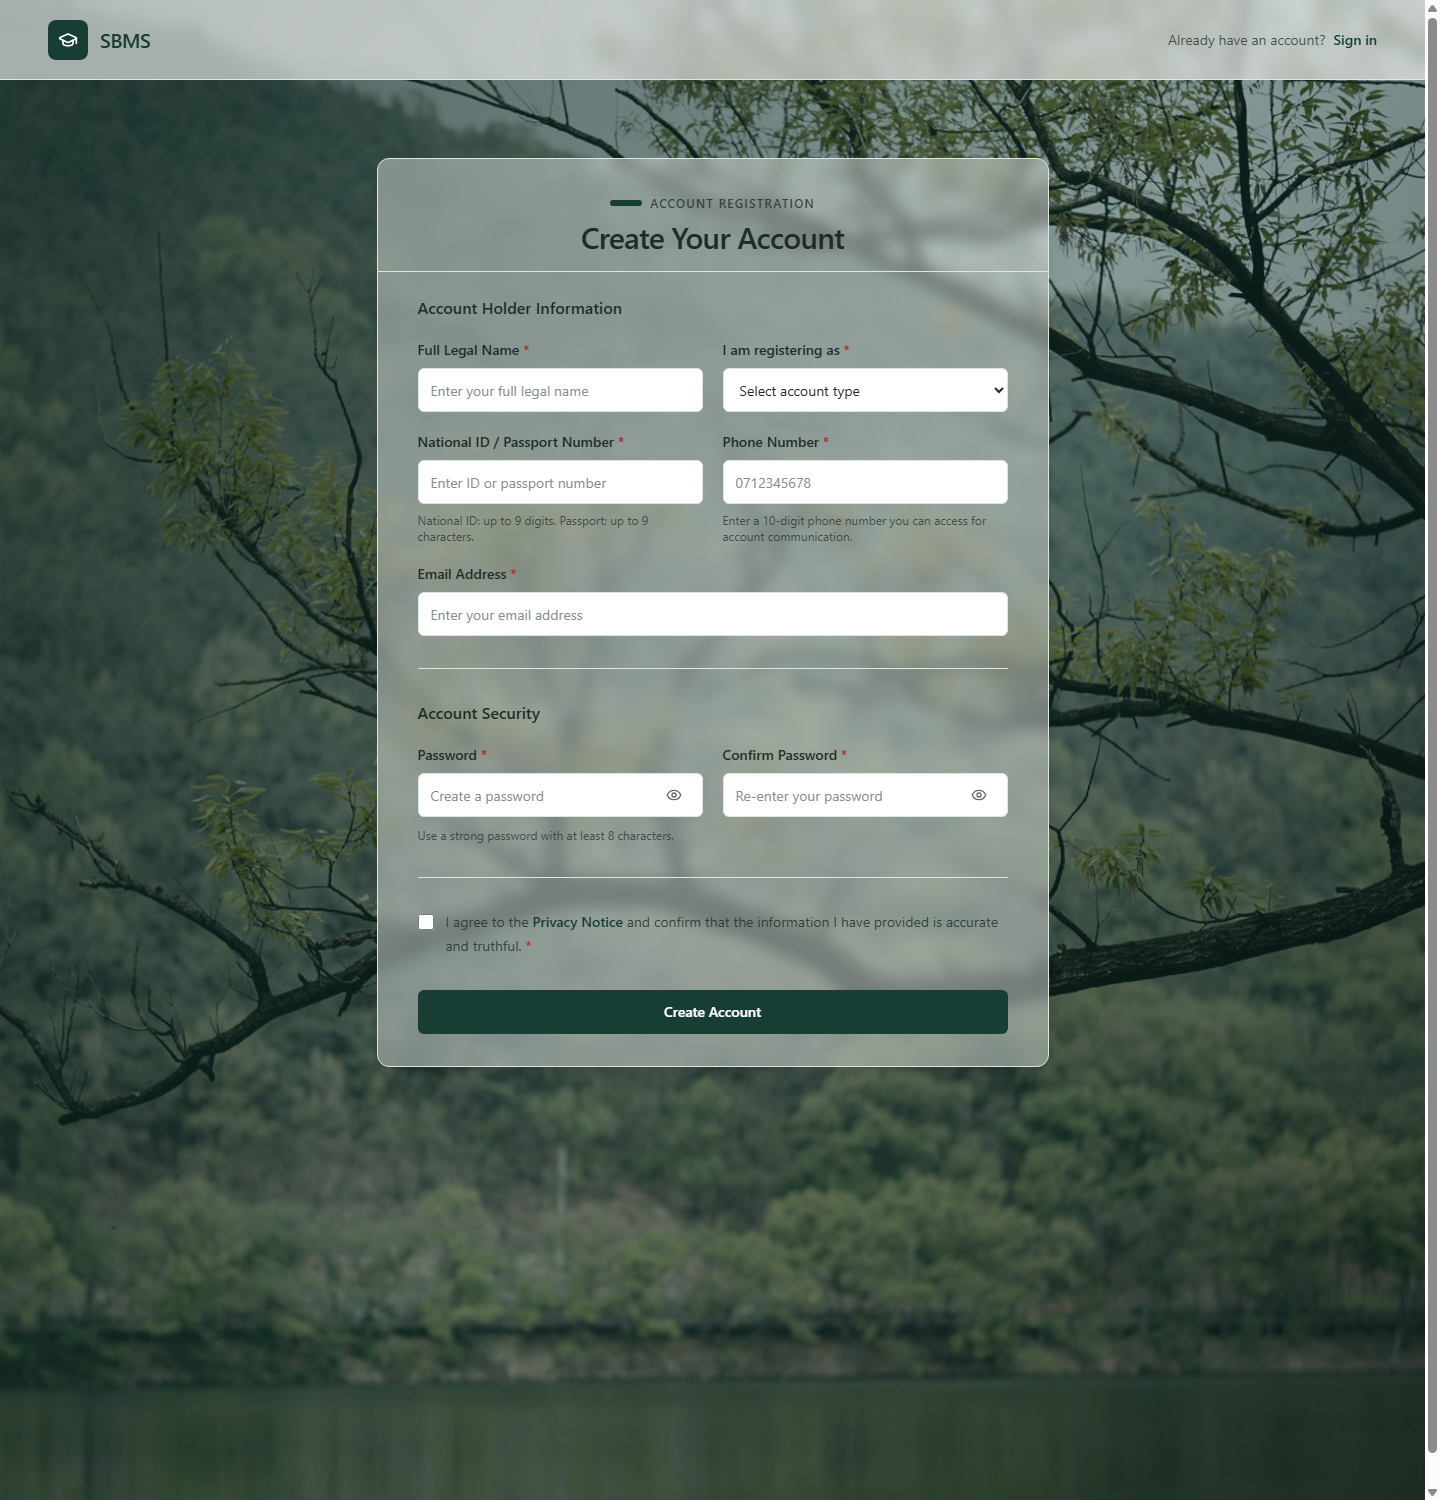 SBMS
Already have an account? Sign in
ACCOUNT REGISTRATION
Create Your Account
Account Holder Information
Full Legal Name *
I am registering as *
Enter your full legal name
Select account type
National ID / Passport Number *
Phone Number *
Enter ID or passport number
0712345678
National ID: up to 9 digits. Passport: up to 9
characters.
Enter a 10-digit phone number you can access for
account communication.
Email Address *
Enter your email address
Account Security
Password *
Confirm Password *
Create a password
Re-enter your password
Use a strong password with at least 8 characters.
I agree to the Privacy Notice and confirm that the information I have provided is accurate
and truthful. *
Create Account